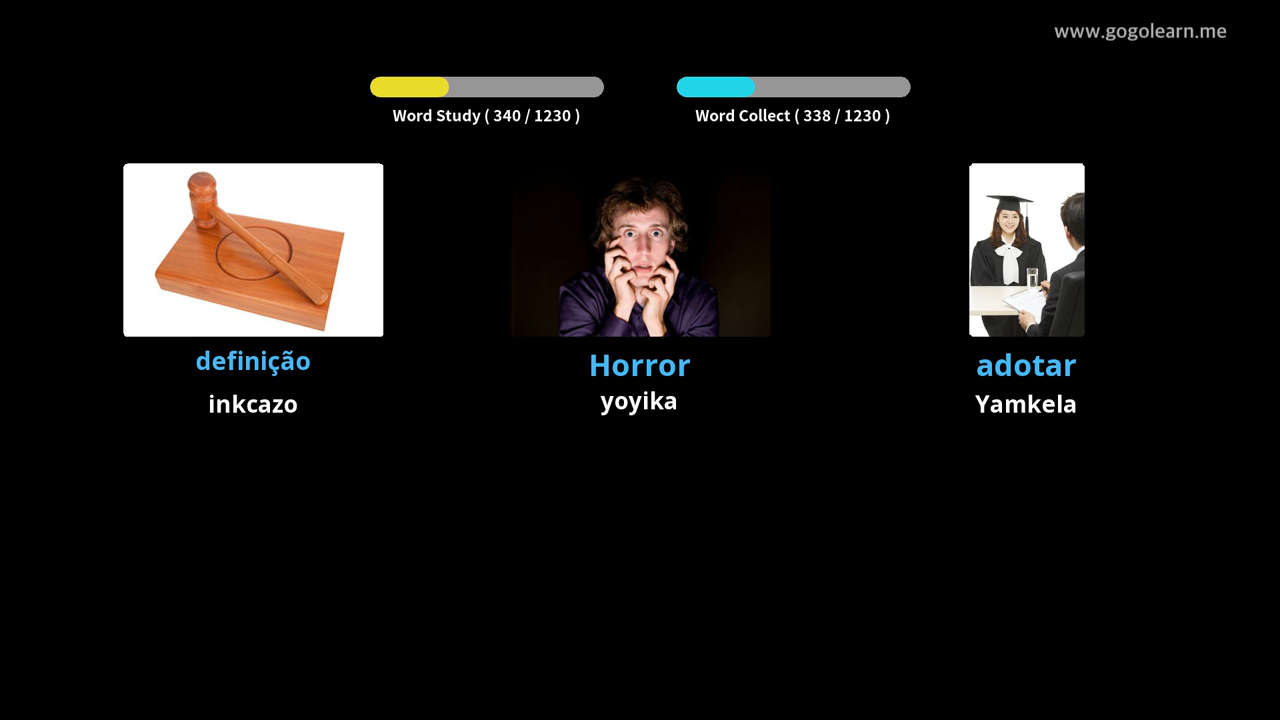 www.gogolearn.me
Word Study ( 340 / 1230 )
Word Collect ( 338 / 1230 )
definição
inkcazo
Horror
yoyika
adotar
Yamkela